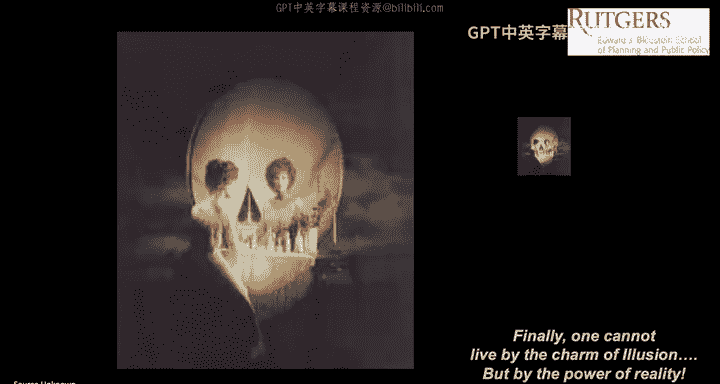 GPT中英字幕课程资源@bilibili.com
GPT中英字幕
RUTGERS
Edward J. Bloustein School
of Planning and Public Policy
Finally, one cannot
live by the charm of Illusion….
But by the power of reality!